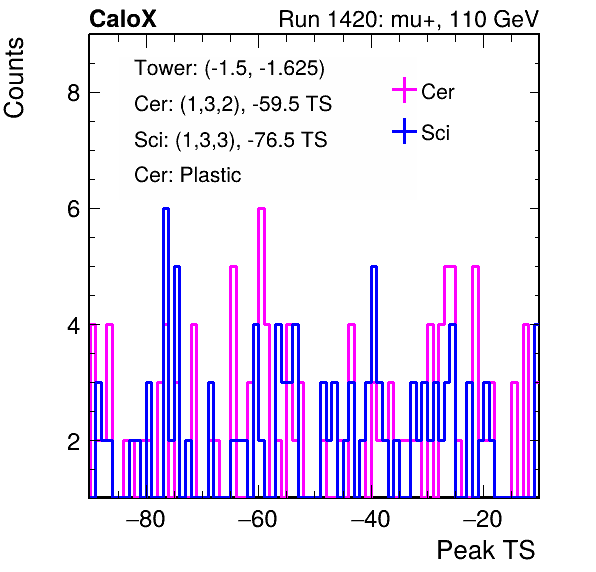 CaloX Run 1420: mu+, 110 GeV
Counts
Tower: (-1.5, -1.625)
Cer: (1,3,2), -59.5 TS
Sci: (1,3,3), -76.5 TS
Cer: Plastic
Cer
Sci
8
6
4
2
−80 −60 −40 −20
Peak TS